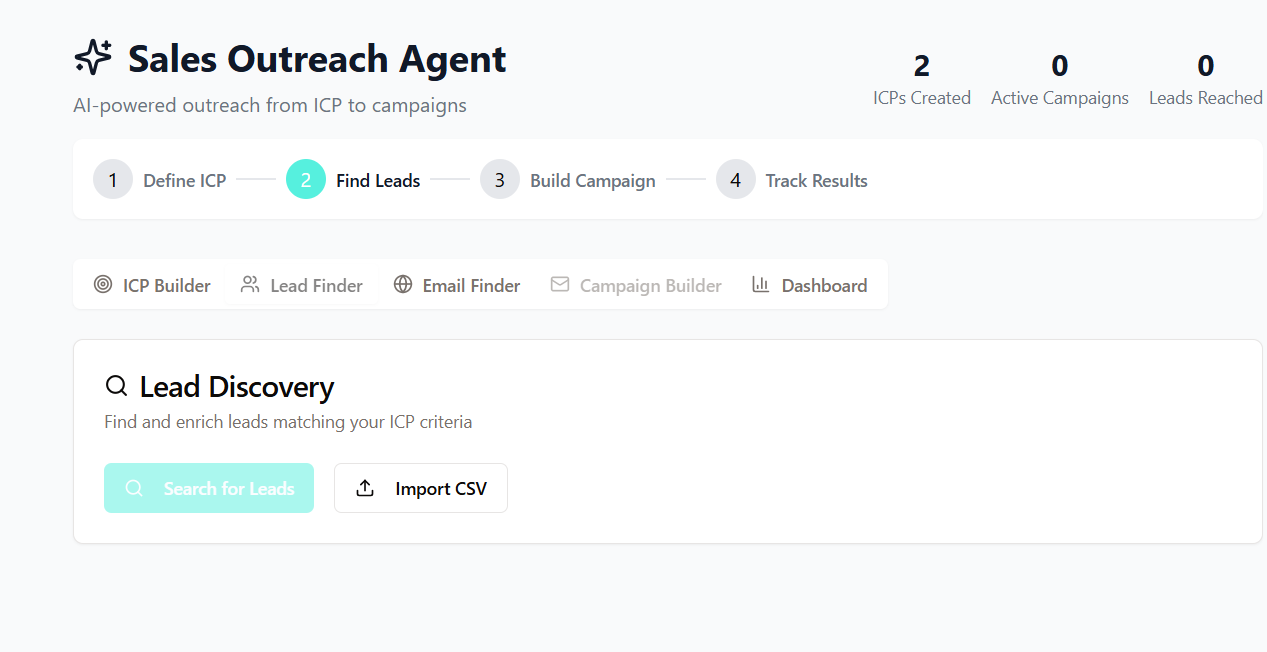 Sales Outreach Agent
AI-powered outreach from ICP to campaigns
2
ICPs Created
0
Active Campaigns
0
Leads Reached
1 Define ICP 2 Find Leads 3 Build Campaign 4 Track Results
ICP Builder Lead Finder Email Finder Campaign Builder Dashboard
Lead Discovery
Find and enrich leads matching your ICP criteria
Search for Leads Import CSV